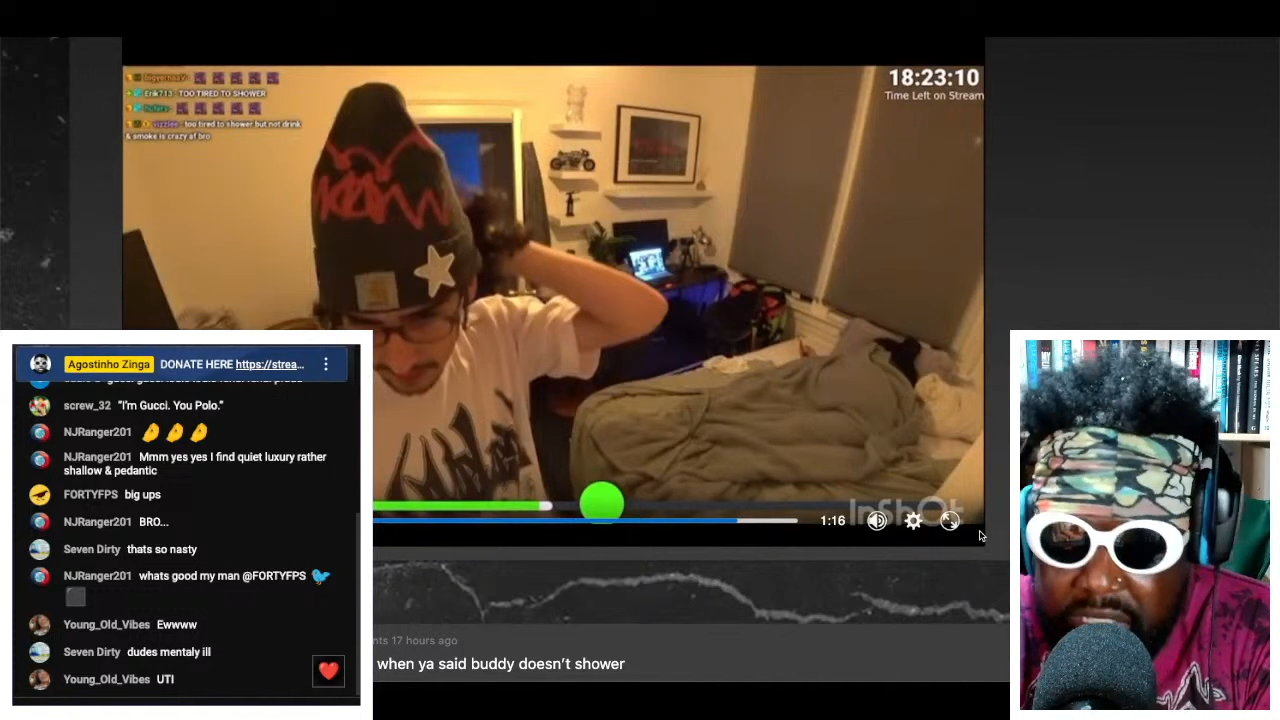 Erik713: TOO TIRED TO SHOWER
too tired to shower but not drink
& smoke is crazy af bro
18:23:10
Time Left on Stream
Agostinho Zinga DONATE HERE https://strea...
screw_32 “I’m Gucci. You Polo.”
NJRanger201
NJRanger201 Mmm yes yes I find quiet luxury rather
shallow & pedantic
FORTYFPS big ups
NJRanger201 BRO...
Seven Dirty thats so nasty
NJRanger201 whats good my man @FORTYFPS
Young_Old_Vibes Ewwww
Seven Dirty dudes mentaly ill
Young_Old_Vibes UTI
1:16
InShOt
nts 17 hours ago
when ya said buddy doesn’t shower